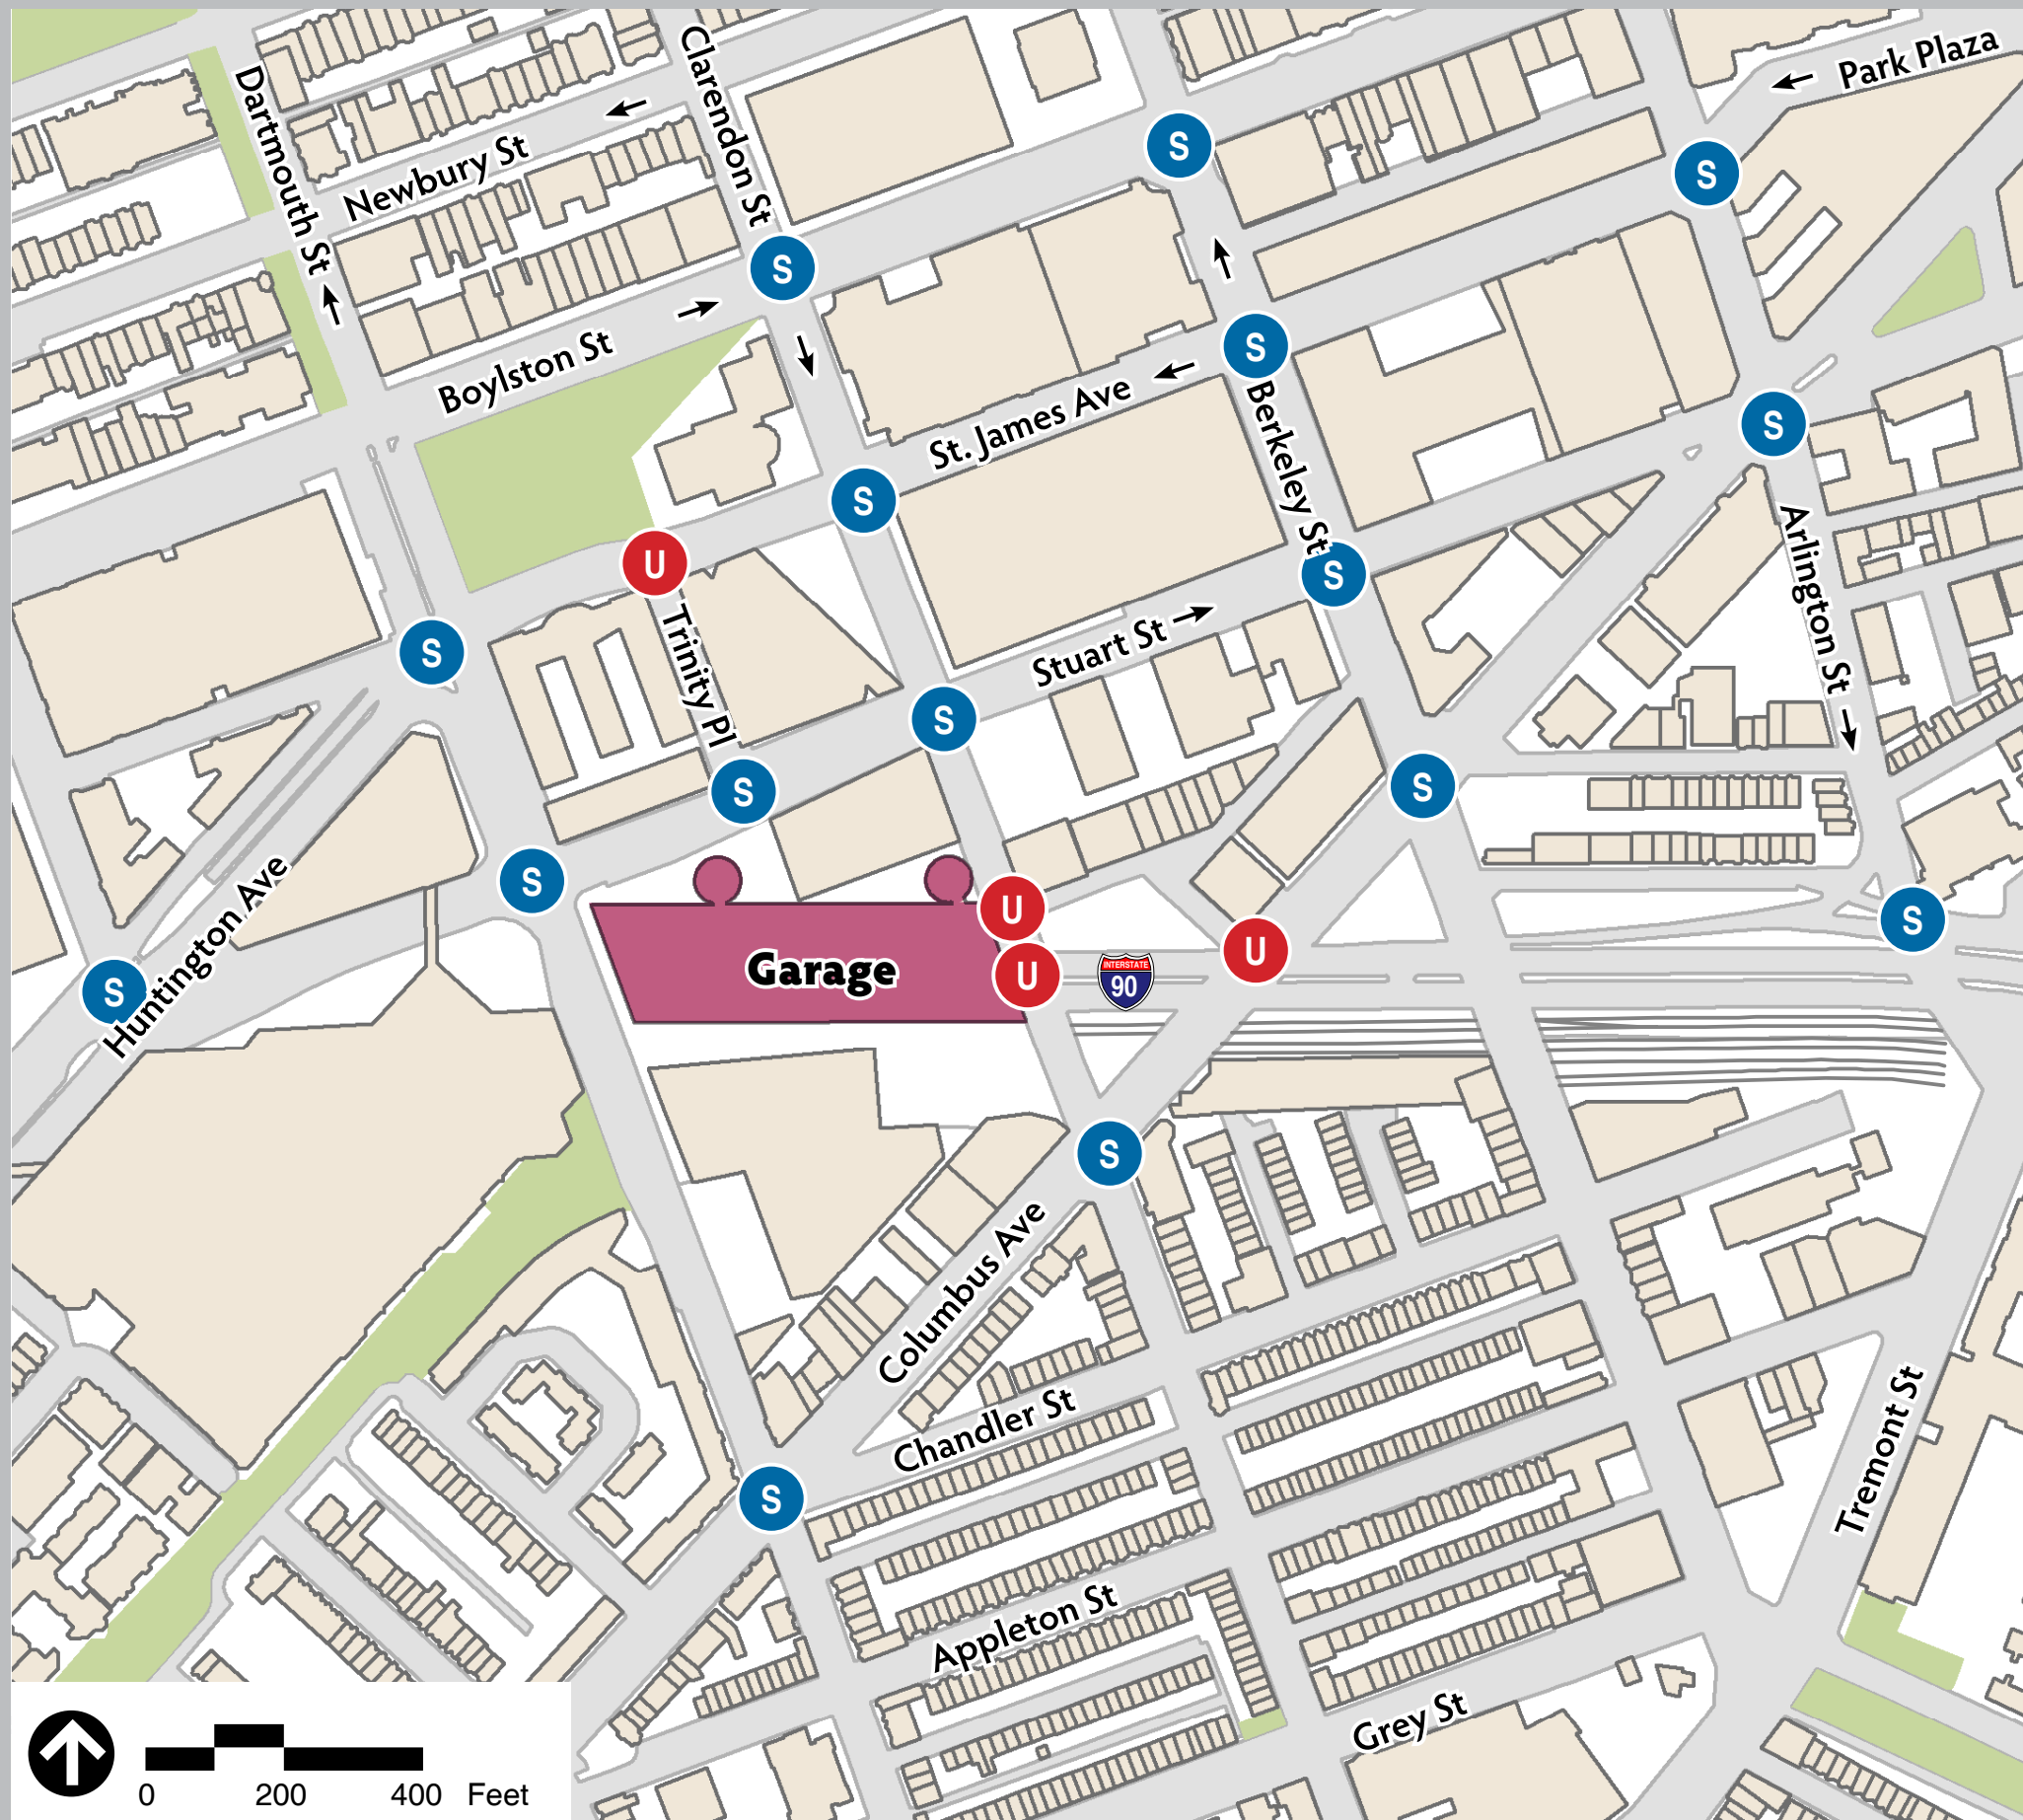 Park Plaza
Clarendon St
Dartmouth St
Newbury St
S
S
S
Boylston St
St. James Ave
S
Berkeley St
S
S
Arlington St
U
Trinity Pl
S
S
Stuart St
S
S
S
S
Huntington Ave
S
U
Garage
U
INTERSTATE
90
U
S
S
S
Columbus Ave
Chandler St
S
Tremont St
Appleton St
Grey St
0 200 400 Feet